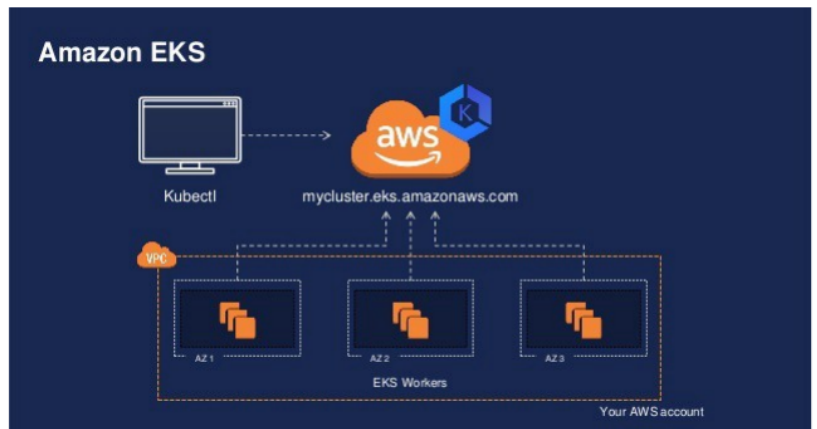 Amazon EKS
K
aws
Kubectl
mycluster.eks.amazonaws.com
VPC
AZ 1
AZ 2
AZ 3
EKS Workers
Your AWS account